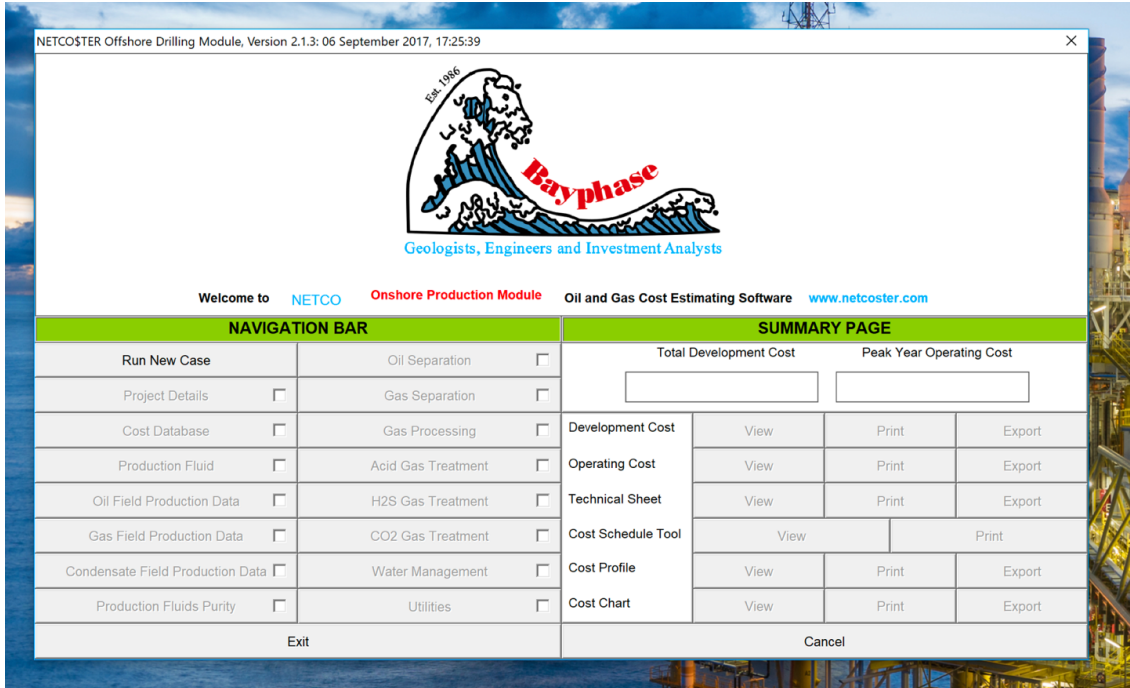 NETCO$TER Offshore Drilling Module, Version 2.1.3: 06 September 2017, 17:25:39
Est. 1986
Bayphase
Geologists, Engineers and Investment Analysts
Welcome to NETCO Onshore Production Module Oil and Gas Cost Estimating Software www.netcoster.com
NAVIGATION BAR SUMMARY PAGE
Run New Case Oil Separation Total Development Cost Peak Year Operating Cost
Project Details Gas Separation
Cost Database Gas Processing Development Cost View Print Export
Production Fluid Acid Gas Treatment Operating Cost View Print Export
Oil Field Production Data H2S Gas Treatment Technical Sheet View Print Export
Gas Field Production Data CO2 Gas Treatment Cost Schedule Tool View Print
Condensate Field Production Data Water Management Cost Profile View Print Export
Production Fluids Purity Utilities Cost Chart View Print Export
Exit Cancel